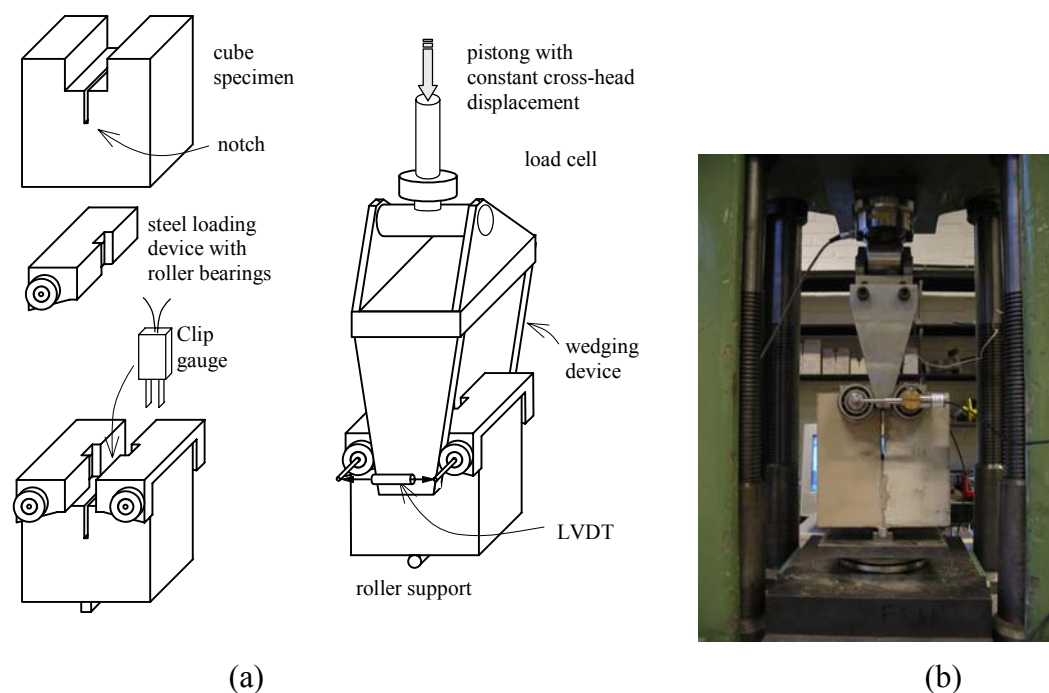 cube
specimen
notch
steel loading
device with
roller bearings
Clip
gauge
pistong with
constant cross-head
displacement
load cell
wedging
device
LVDT
roller support
(a)
(b)